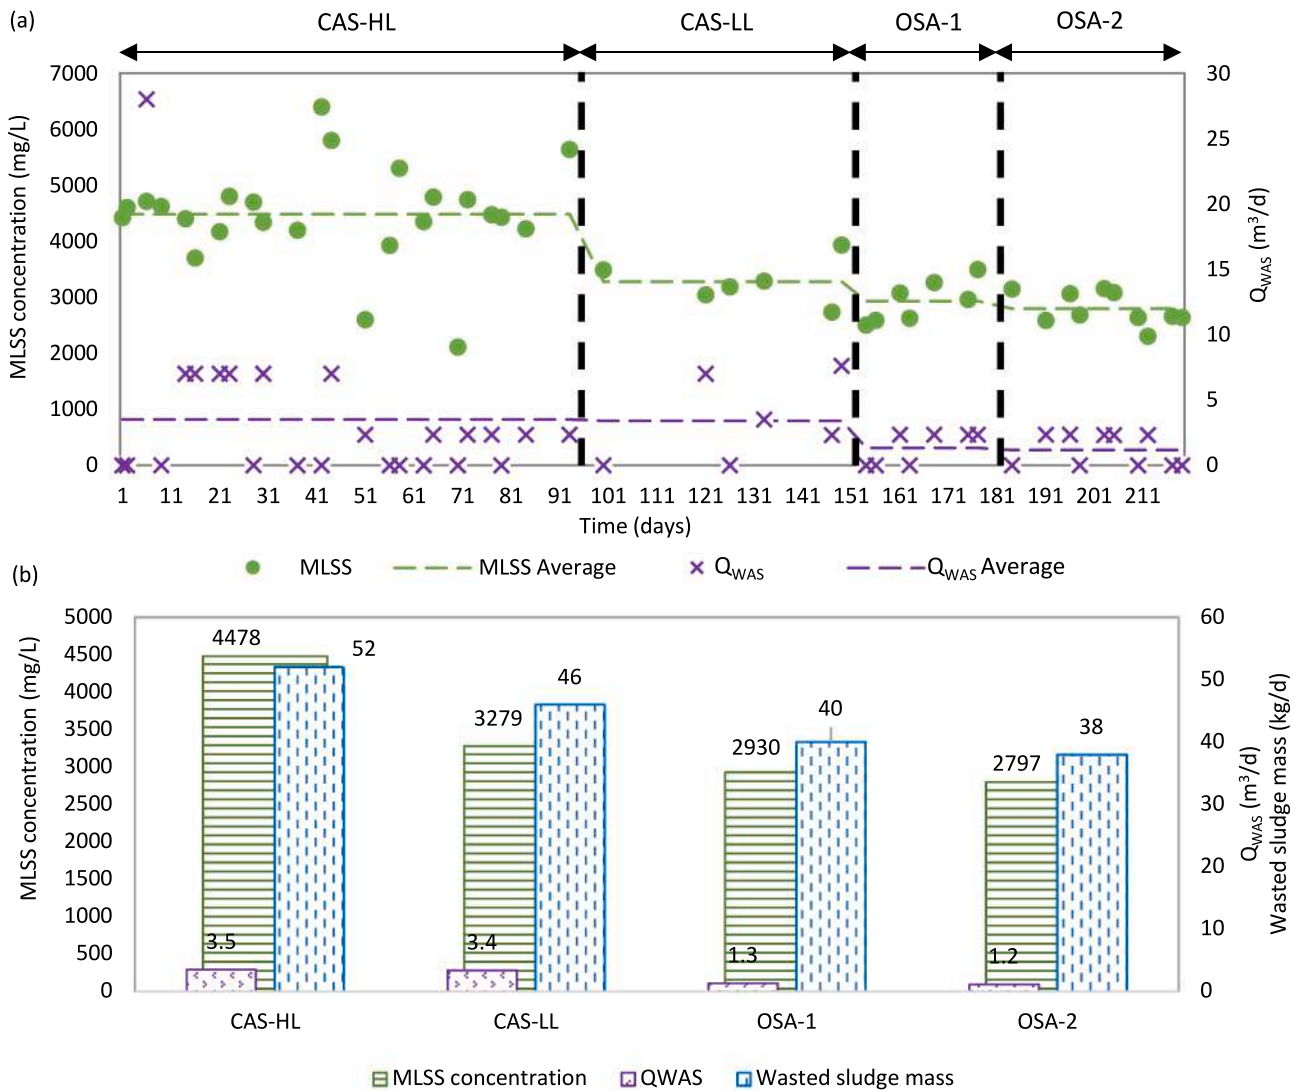 (a)
CAS-HL CAS-LL OSA-1 OSA-2
7000 30
6000
25
5000
20
4000
15
3000
10
2000
5
1000
0 0
MLSS concentration (mg/L)
QWAS (m³/d)
1 11 21 31 41 51 61 71 81 91 101 111 121 131 141 151 161 171 181 191 201 211
Time (days)
MLSS MLSS Average QWAS QWAS Average
(b)
5000 60
4500
4000 50
3500
3000 40
2500 30
2000
1500 20
1000
500 10
0 0
MLSS concentration (mg/L)
QWAS (m³/d)
Wasted sludge mass (kg/d)
4478 52
3279 46
2930 40
2797 38
3.5 3.4 1.3 1.2
CAS-HL CAS-LL OSA-1 OSA-2
MLSS concentration QWAS Wasted sludge mass